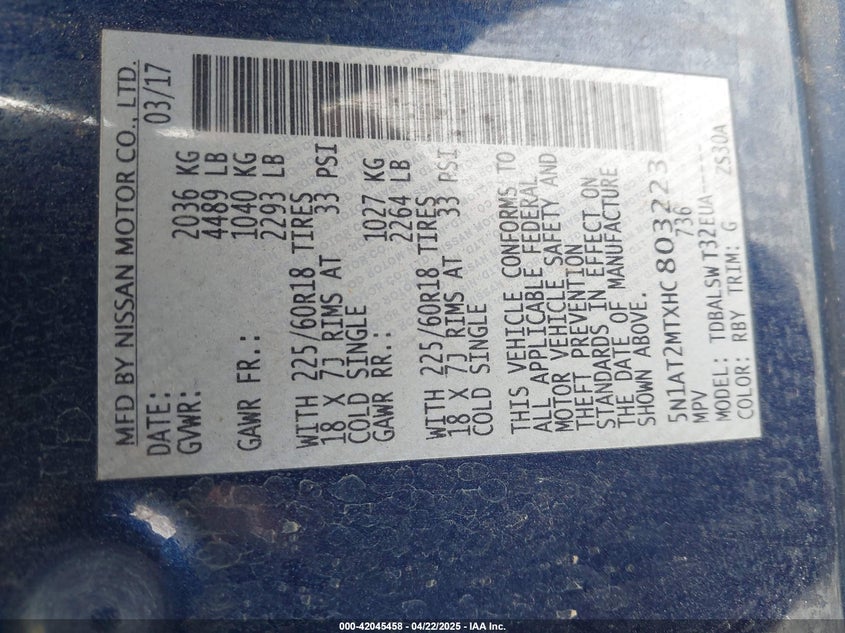 MFD BY NISSAN MOTOR CO., LTD.
DATE: 03/17
GVWR: 2036 KG
4489 LB
GAWR FR.: 1040 KG
2293 LB
WITH 225/60R18 TIRES
18 X 7J RIMS AT 33 PSI
COLD SINGLE
GAWR RR.: 1027 KG
2264 LB
WITH 225/60R18 TIRES
18 X 7J RIMS AT 33 PSI
COLD SINGLE
THIS VEHICLE CONFORMS TO
ALL APPLICABLE FEDERAL
MOTOR VEHICLE SAFETY AND
THEFT PREVENTION
STANDARDS IN EFFECT ON
THE DATE OF MANUFACTURE
SHOWN ABOVE.
5N1AT2MTXHC803223
MPV 736
MODEL: TDBALSWT32EUA-----
COLOR: RBY TRIM: G ZS30A
000-42045458 - 04/22/2025 - IAA Inc.